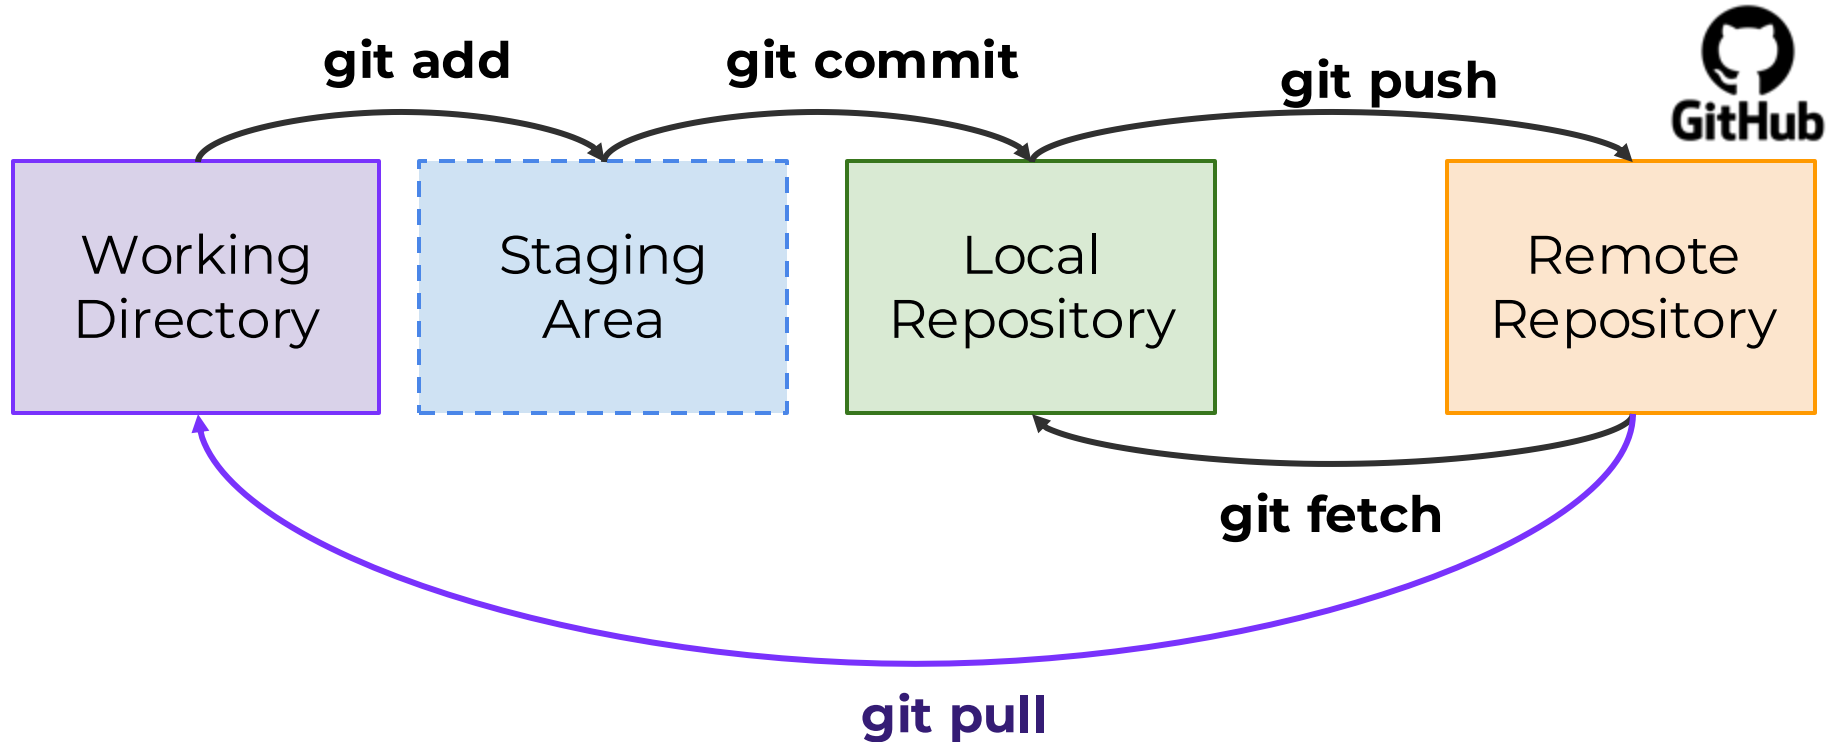 git add
git commit
git push
GitHub
Working
Directory
Staging
Area
Local
Repository
Remote
Repository
git fetch
git pull